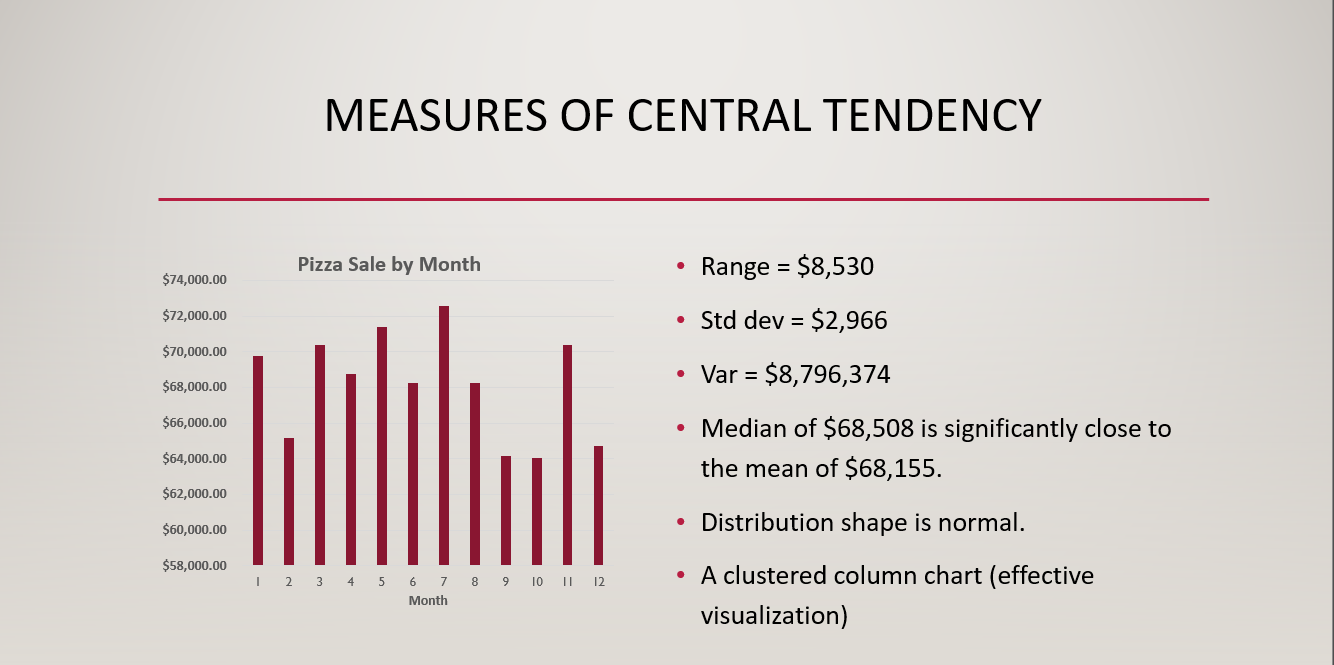 MEASURES OF CENTRAL TENDENCY
Pizza Sale by Month
$74,000.00
$72,000.00
$70,000.00
$68,000.00
$66,000.00
$64,000.00
$62,000.00
$60,000.00
$58,000.00
1 2 3 4 5 6 7 8 9 10 11 12
Month
• Range = $8,530
• Std dev = $2,966
• Var = $8,796,374
• Median of $68,508 is significantly close to
the mean of $68,155.
• Distribution shape is normal.
• A clustered column chart (effective
visualization)